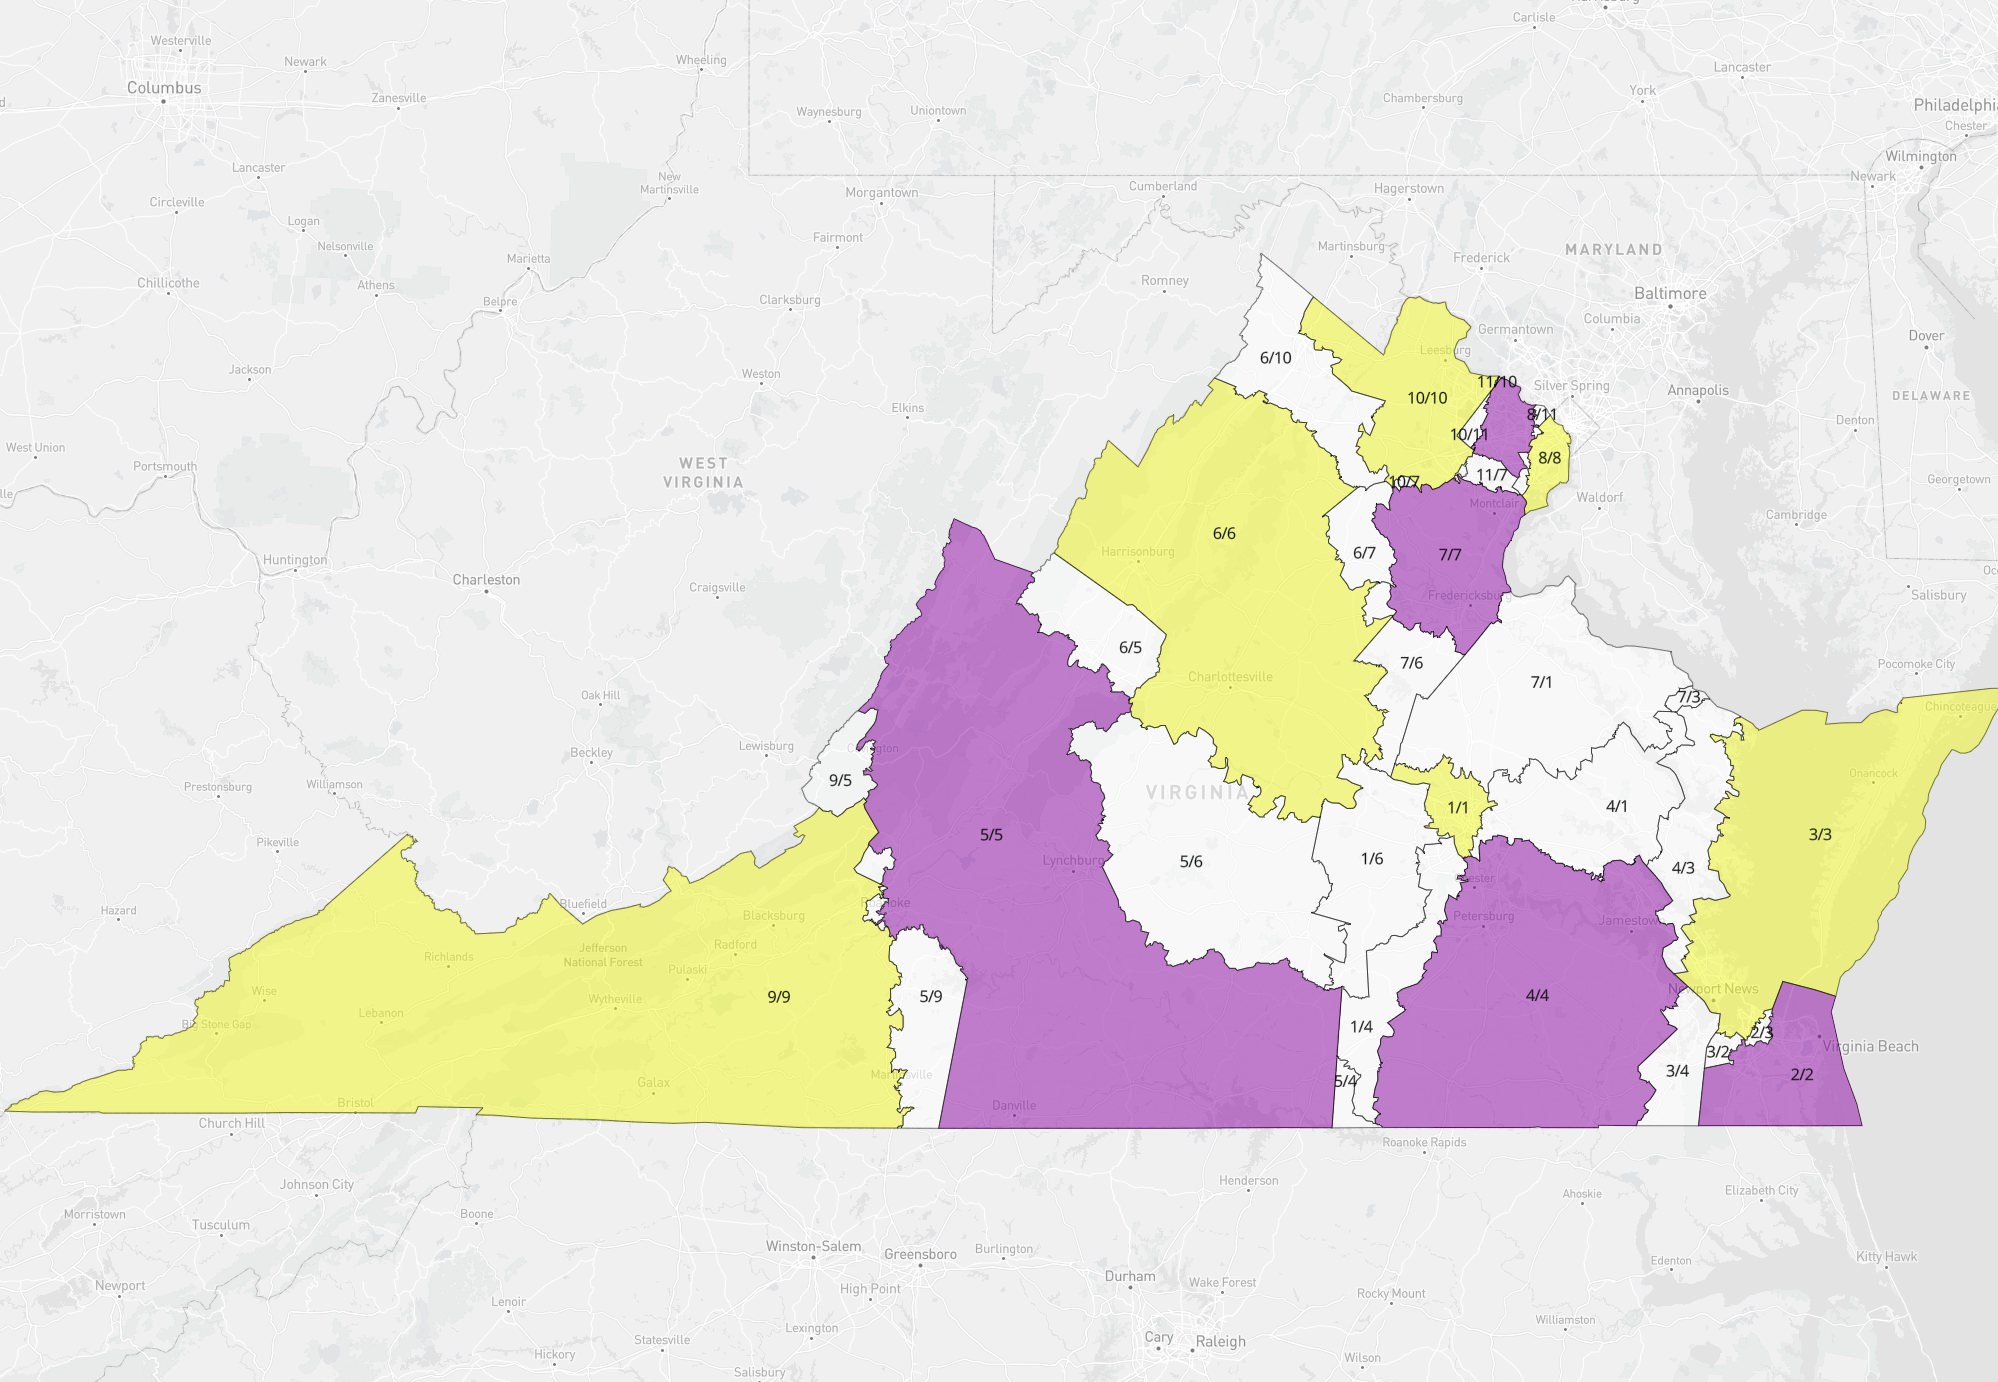 Carlisle
Lancaster
Westerville
Newark
Wheeling
Columbus
Zanesville
Waynesburg
Uniontown
Chambersburg
York
Philadelphia
Chester
Lancaster
Wilmington
Newark
New
Martinsville
Morgantown
Cumberland
Hagerstown
Circleville
Logan
Nelsonville
Fairmont
Martinsburg
MARYLAND
Frederick
Marietta
Chillicothe
Athens
Belpre
Clarksburg
Romney
Baltimore
Columbia
Germantown
Dover
Leesburg
6/10
Jackson
Weston
11/10
Silver Spring
Annapolis
10/10
DELAWARE
Elkins
8/11
Denton
10/11
West Union
Portsmouth
WEST
VIRGINIA
8/8
11/7
10/7
Georgetown
Montclair
Waldorf
Cambridge
6/6
Harrisonburg
6/7
7/7
Huntington
Charleston
Craigsville
Fredericksburg
Salisbury
6/5
7/6
Pocomoke City
Charlottesville
7/1
Oak Hill
7/3
Chincoteague
Lewisburg
Beckley
9/5
Prestonsburg
Williamson
VIRGINIA
Onancock
1/1
4/1
3/3
5/5
Pikeville
Lynchburg
5/6
1/6
4/3
Hazard
Bluefield
Blacksburg
Petersburg
Jamestown
Jefferson
National Forest
Radford
Richlands
Pulaski
Wise
Wytheville
9/9
5/9
4/4
Newport News
Lebanon
Big Stone Gap
1/4
2/3
3/2
Virginia Beach
3/4
2/2
5/4
Galax
Bristol
Danville
Church Hill
Roanoke Rapids
Johnson City
Henderson
Ahoskie
Elizabeth City
Morristown
Tusculum
Boone
Winston-Salem
Greensboro
Burlington
Edenton
Kitty Hawk
Newport
High Point
Durham
Wake Forest
Rocky Mount
Lenoir
Lexington
Statesville
Cary
Raleigh
Williamston
Hickory
Salisbury
Wilson